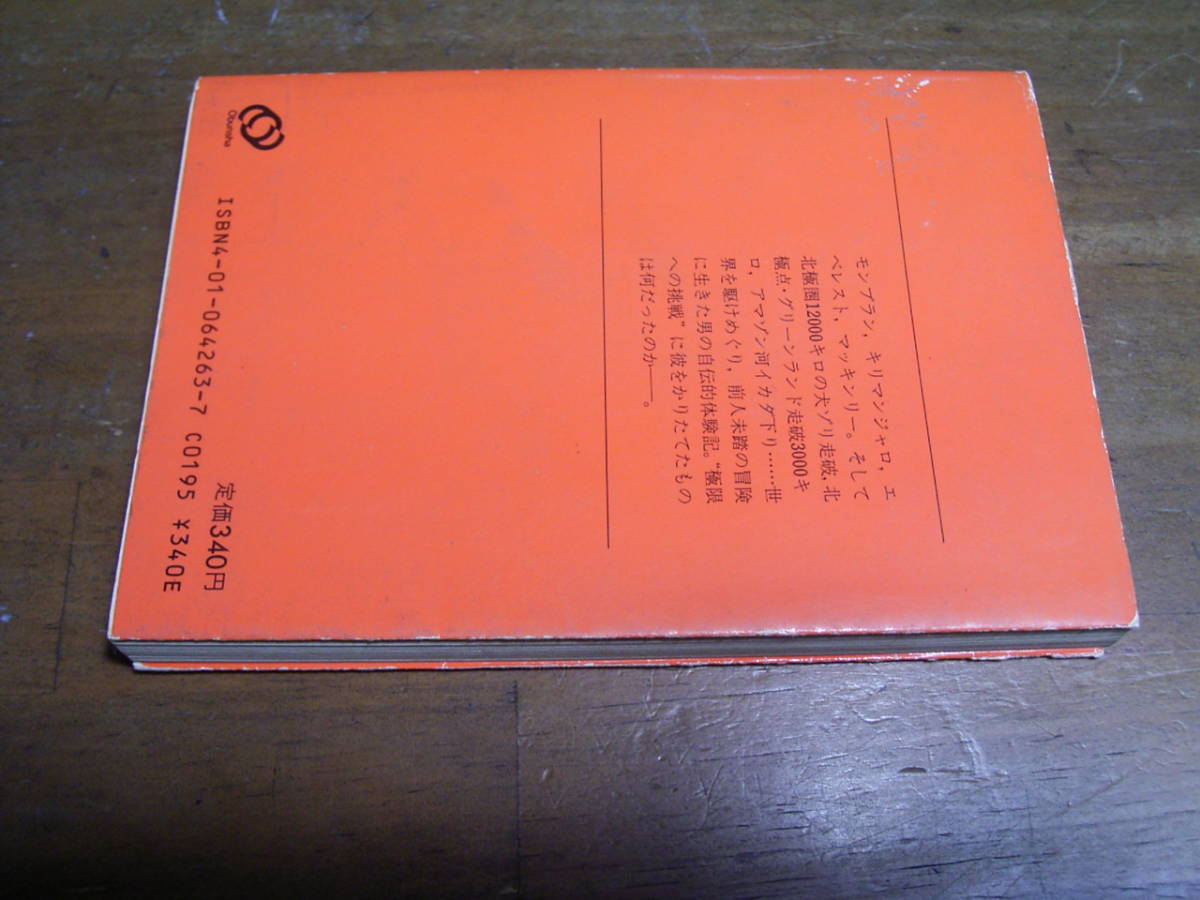 モンブラン，キリマンジャロ，エ
ベレスト，マッキンリー。そして
北極圏12000キロの犬ゾリ走破，北
極点・グリーンランド走破3000キ
ロ，アマゾン河イカダ下り……世
界を駆けめぐり，前人未踏の冒険
に生きた男の自伝的体験記。“極限
への挑戦”に彼をかりたてたもの
は何だったのか――。
Obunsha
ISBN4-01-064263-7 C0195 ¥340E
定価340円